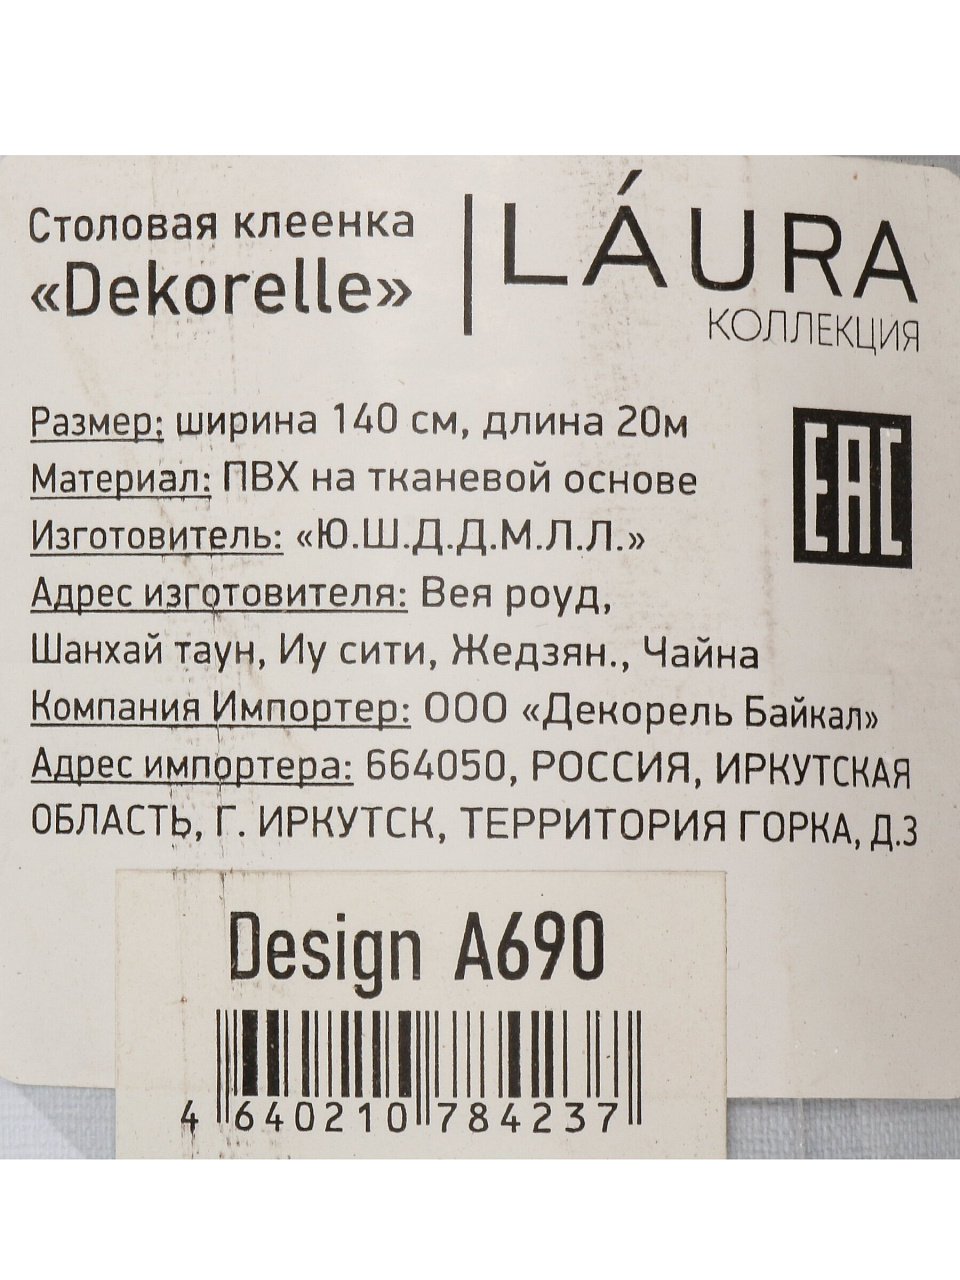 Столовая клеенка
«Dekorelle»
LÁURA
КОЛЛЕКЦИЯ
Размер: ширина 140 см, длина 20м
Материал: ПВХ на тканевой основе
Изготовитель: «Ю.Ш.Д.Д.М.Л.Л.»
Адрес изготовителя: Вея роуд,
Шанхай таун, Иу сити, Жедзян., Чайна
Компания Импортер: ООО «Декорель Байкал»
Адрес импортера: 664050, РОССИЯ, ИРКУТСКАЯ
ОБЛАСТЬ, Г. ИРКУТСК, ТЕРРИТОРИЯ ГОРКА, Д.3
EAC
Design A690
4 640210 784237